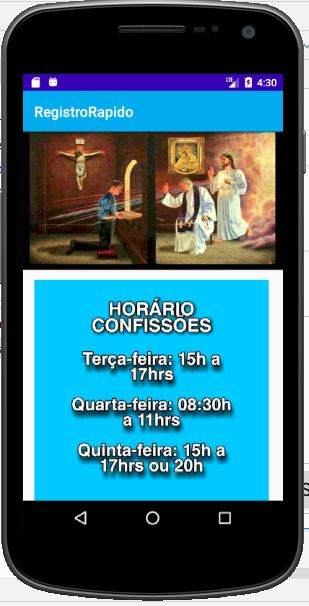 LTE 4:30
RegistroRapido
HORÁRIO
CONFISSÕES
Terça-feira: 15h a
17hrs
Quarta-feira: 08:30h
a 11hrs
Quinta-feira: 15h a
17hrs ou 20h